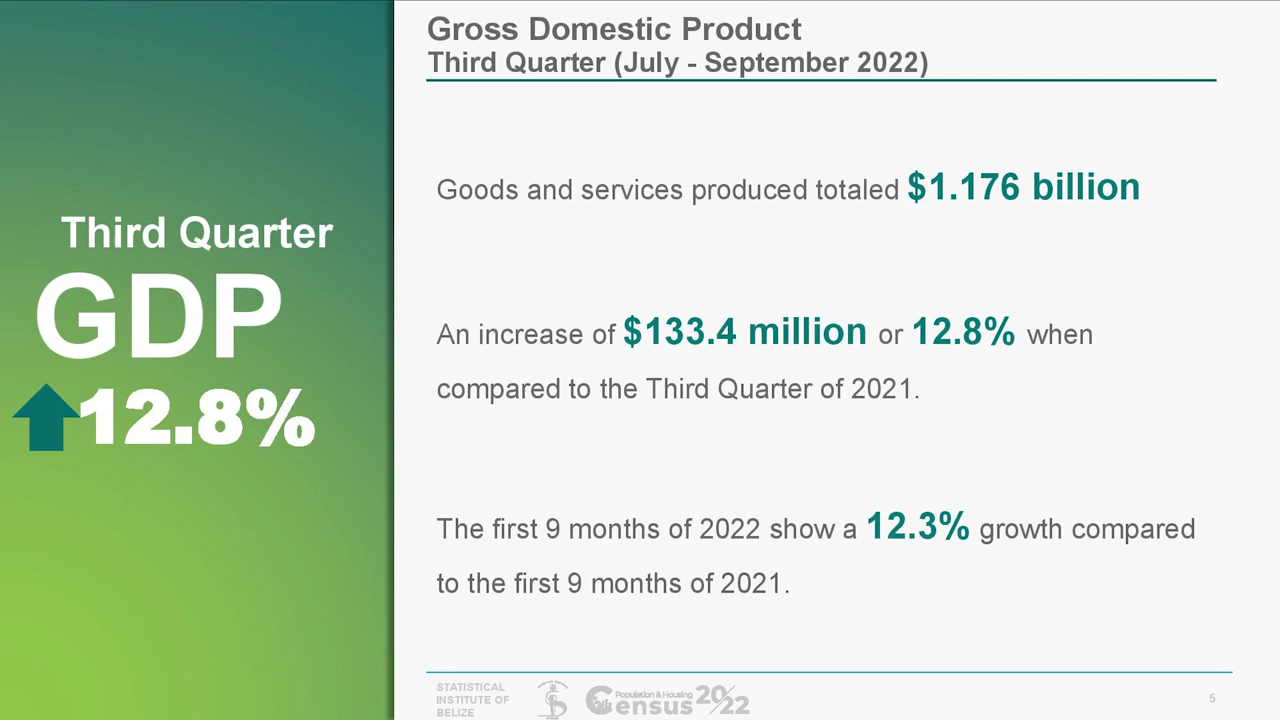 Gross Domestic Product
Third Quarter (July - September 2022)
Third Quarter
GDP
12.8%
Goods and services produced totaled $1.176 billion
An increase of $133.4 million or 12.8% when
compared to the Third Quarter of 2021.
The first 9 months of 2022 show a 12.3% growth compared
to the first 9 months of 2021.
STATISTICAL
INSTITUTE OF
BELIZE
Population & Housing
Census 2022
5